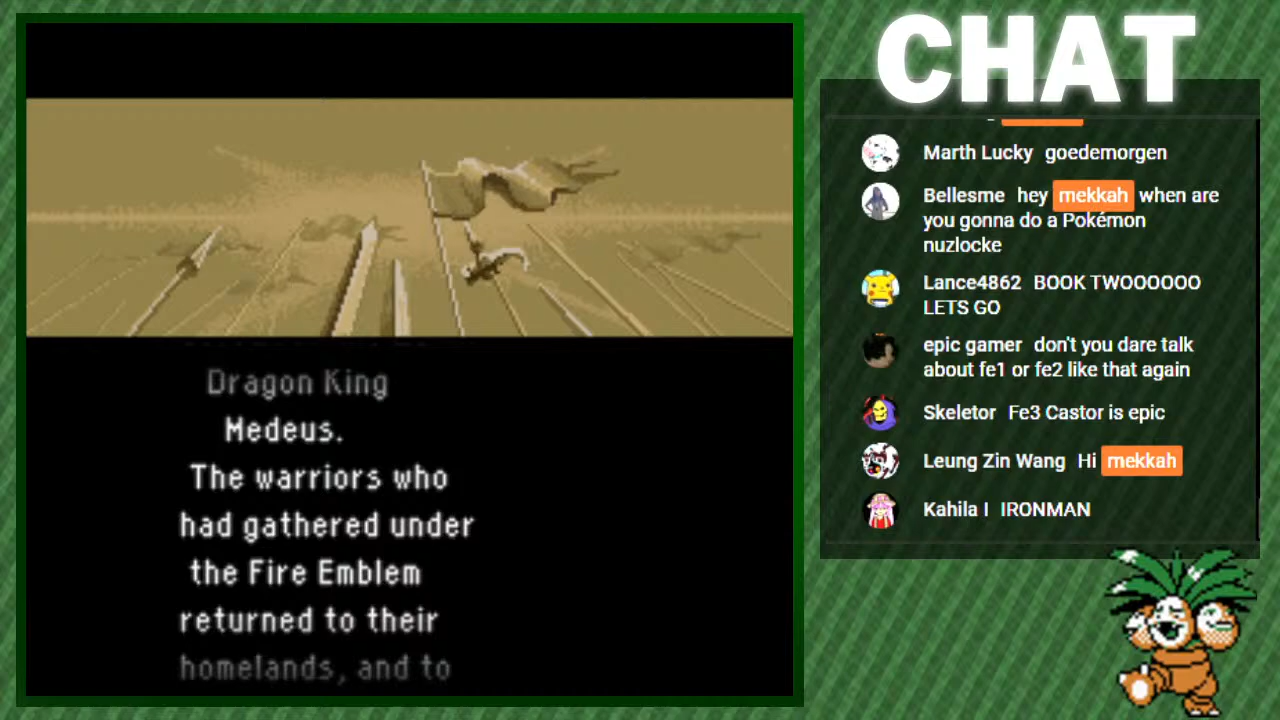 CHAT
Marth Lucky goedemorgen
Bellesme hey mekkah when are
you gonna do a Pokémon
nuzlocke
Lance4862 BOOK TWOOOOOO
LETS GO
epic gamer don't you dare talk
about fe1 or fe2 like that again
Skeletor Fe3 Castor is epic
Leung Zin Wang Hi mekkah
Kahila I IRONMAN
Dragon King
Medeus.
The warriors who
had gathered under
the Fire Emblem
returned to their
homelands, and to